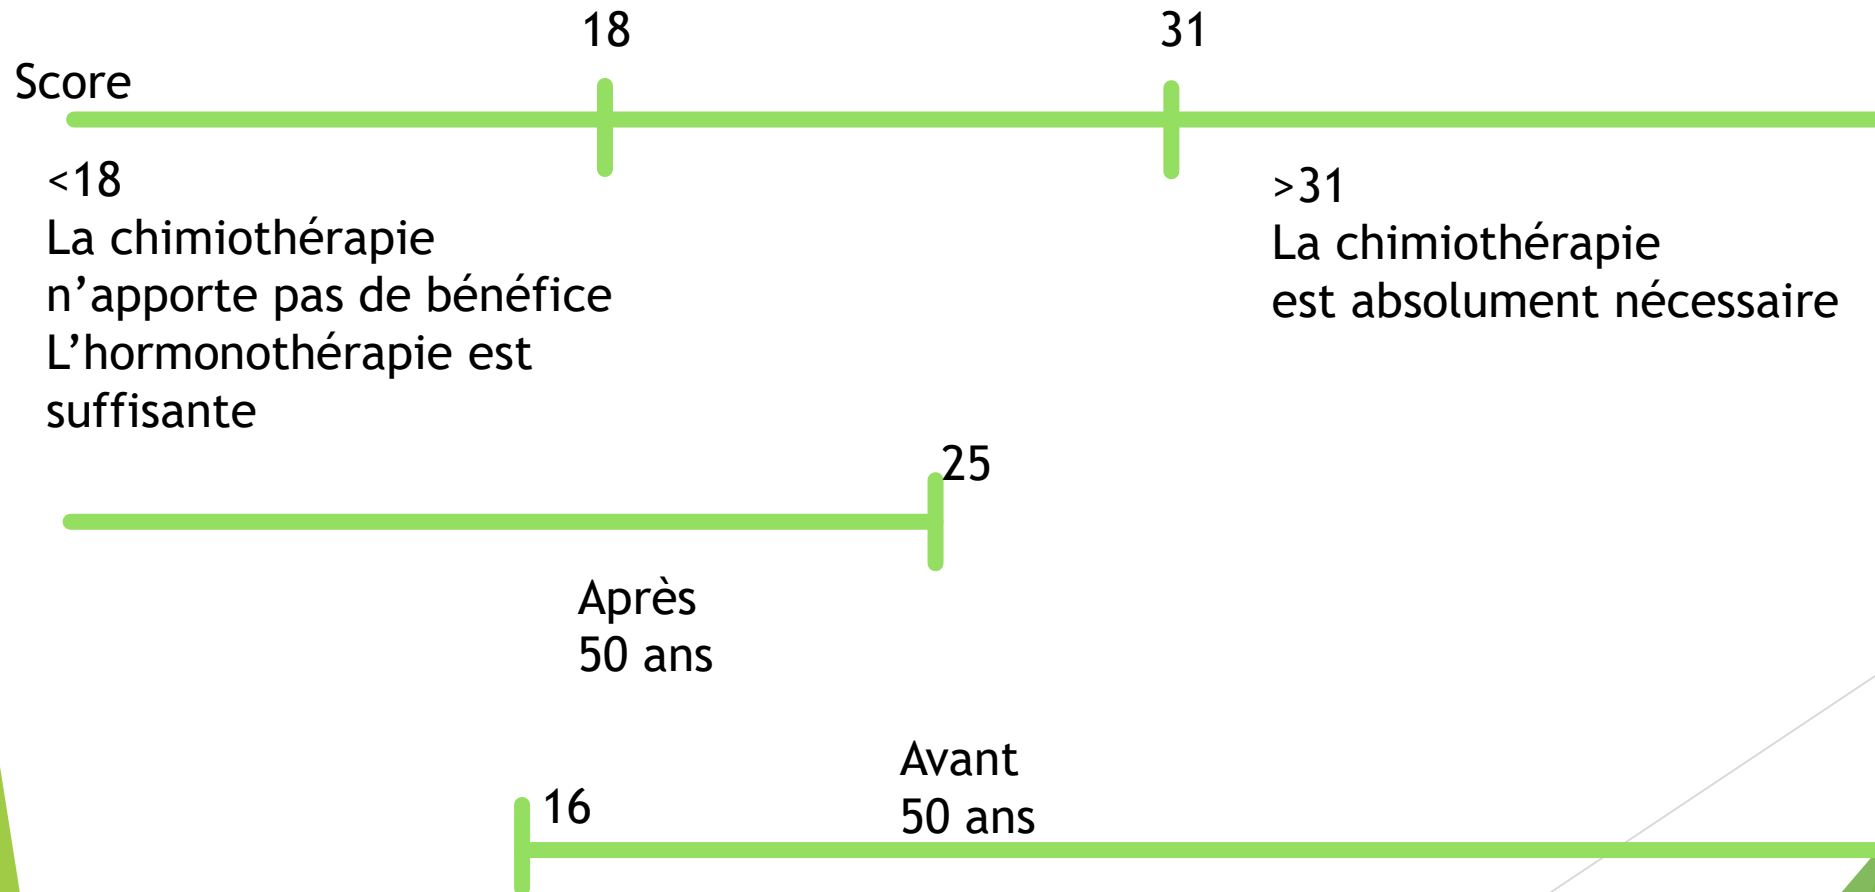 18
31
Score
<18
La chimiothérapie
n’apporte pas de bénéfice
L’hormonothérapie est
suffisante
>31
La chimiothérapie
est absolument nécessaire
25
Après
50 ans
Avant
50 ans
16